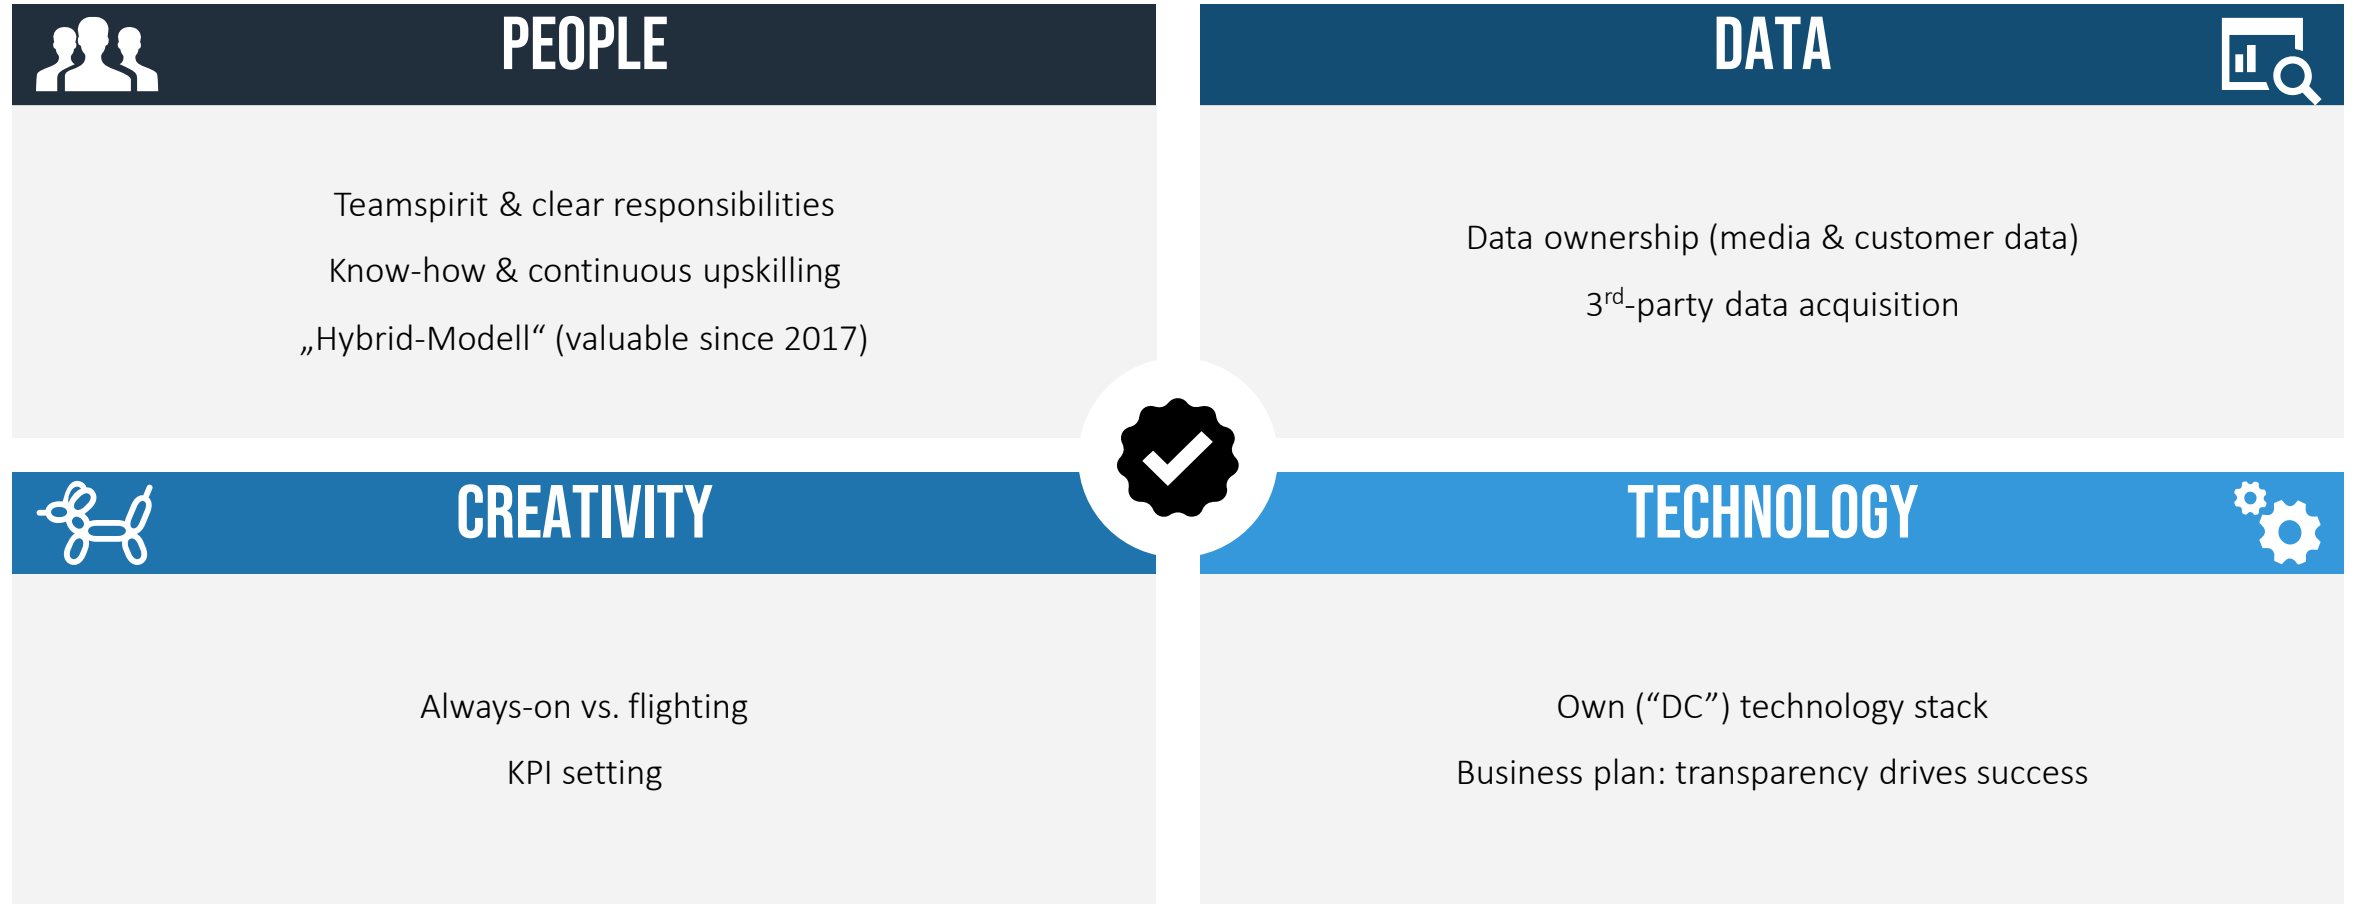 PEOPLE
Teamspirit & clear responsibilities
Know-how & continuous upskilling
„Hybrid-Modell“ (valuable since 2017)
DATA
Data ownership (media & customer data)
3rd-party data acquisition
CREATIVITY
Always-on vs. flighting
KPI setting
TECHNOLOGY
Own (“DC”) technology stack
Business plan: transparency drives success